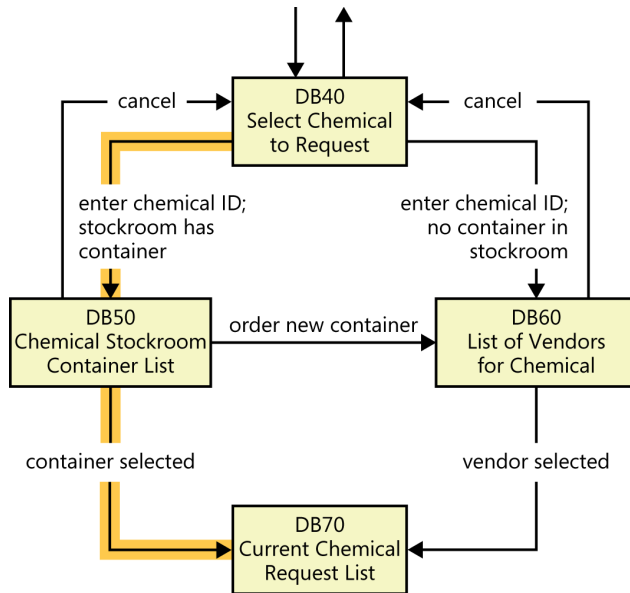 DB40
Select Chemical
to Request
cancel
cancel
enter chemical ID;
stockroom has
container
enter chemical ID;
no container in
stockroom
DB50
Chemical Stockroom
Container List
order new container
DB60
List of Vendors
for Chemical
container selected
vendor selected
DB70
Current Chemical
Request List